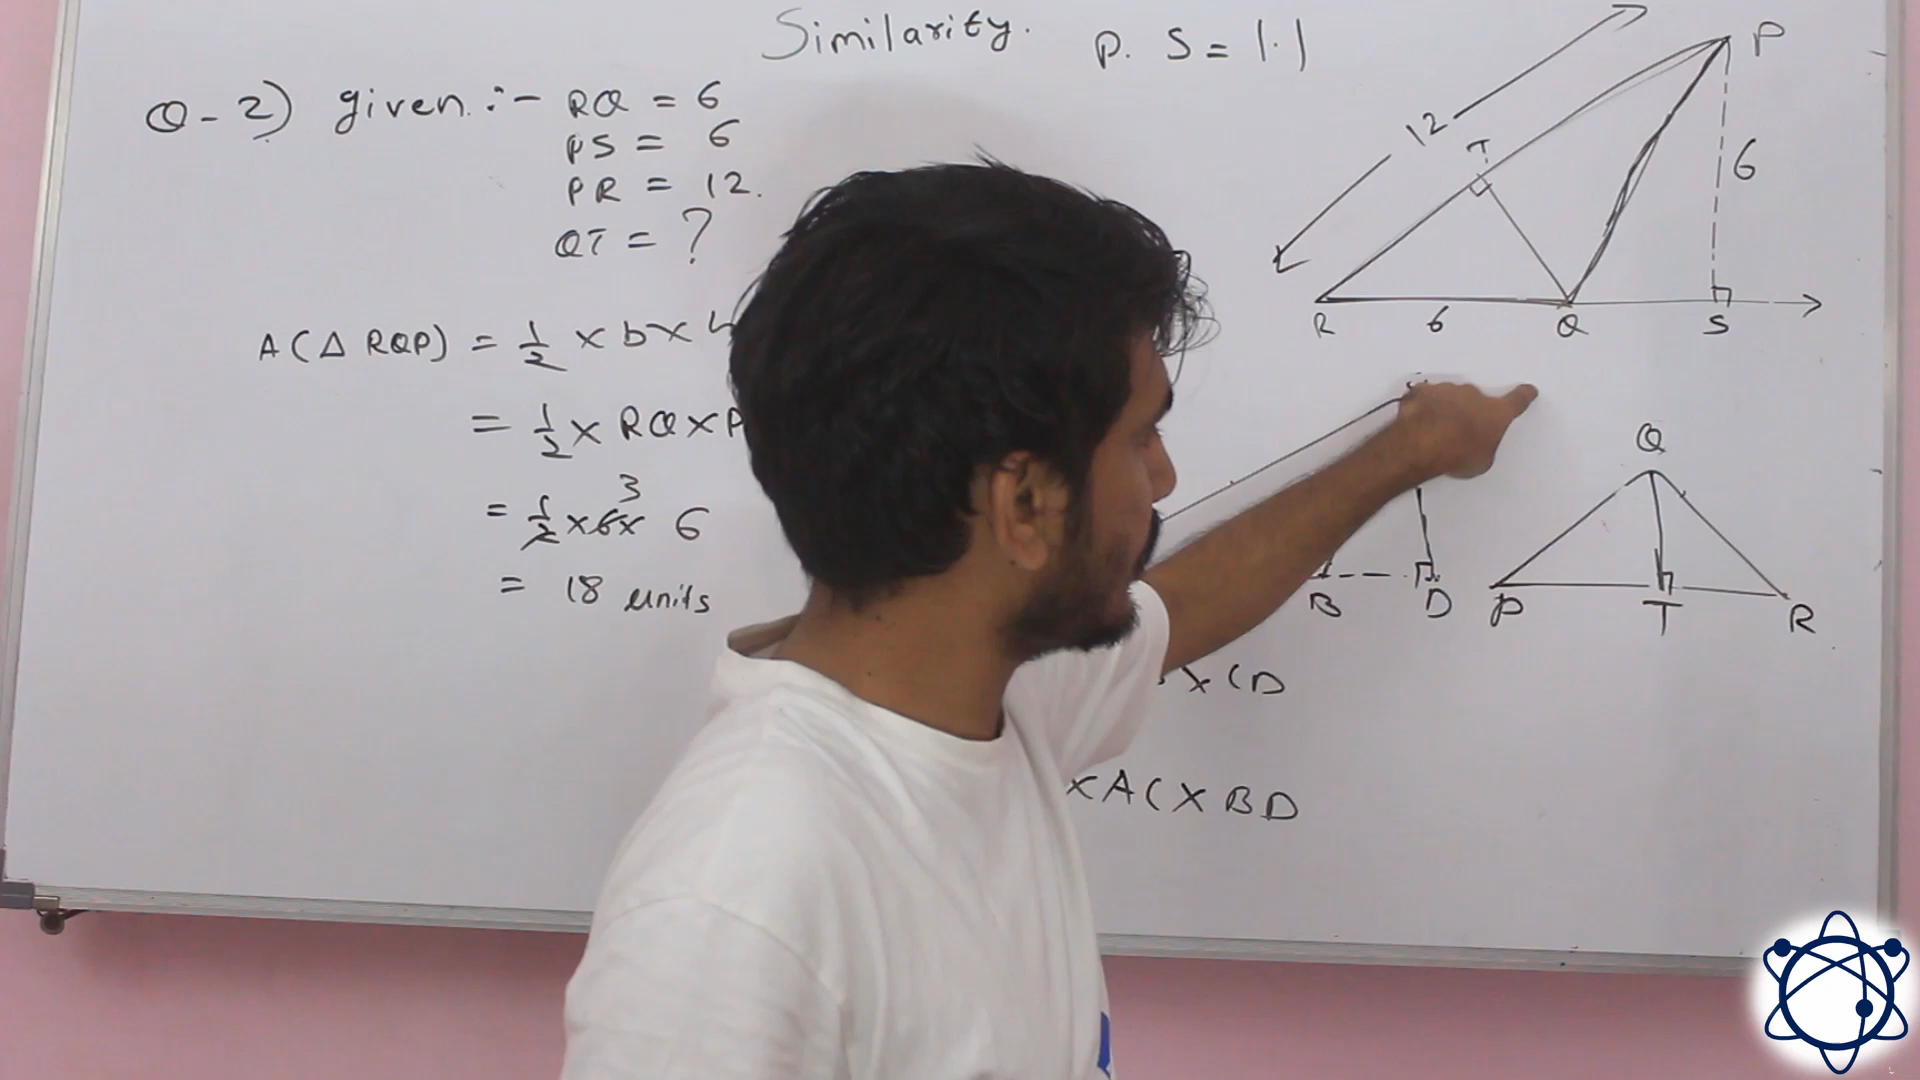 Similarity. P. S = 1.1
Q-2) given :- RQ = 6
PS = 6
PR = 12.
QT = ?
A(△ RQP) = 1/2 × b × h
= 1/2 × RQ × P
= 1/2 × 6 × 6
3
= 18 units
P
12
T
6
R 6 Q S
Q
B D P T R
× CD
× AC × BD